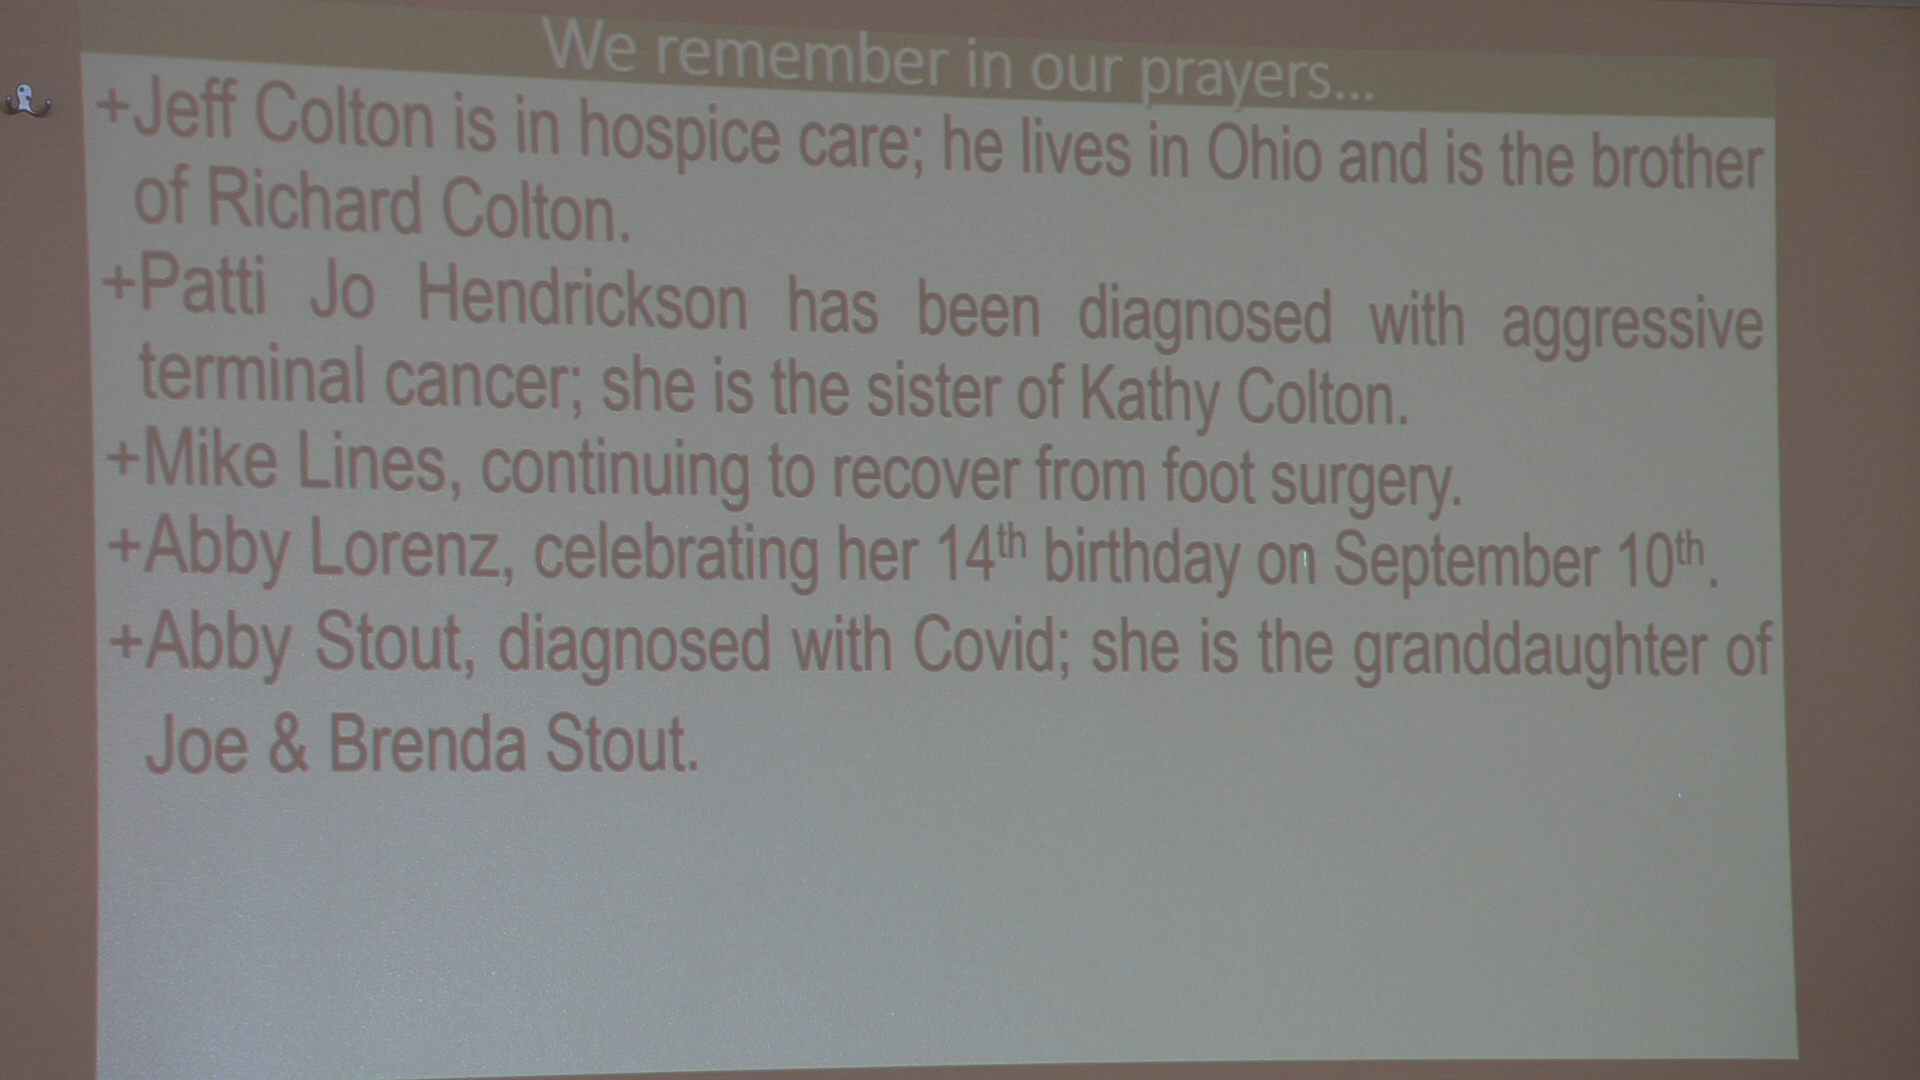 We remember in our prayers...
+Jeff Colton is in hospice care; he lives in Ohio and is the brother
of Richard Colton.
+Patti Jo Hendrickson has been diagnosed with aggressive
terminal cancer; she is the sister of Kathy Colton.
+Mike Lines, continuing to recover from foot surgery.
+Abby Lorenz, celebrating her 14th birthday on September 10th.
+Abby Stout, diagnosed with Covid; she is the granddaughter of
Joe & Brenda Stout.